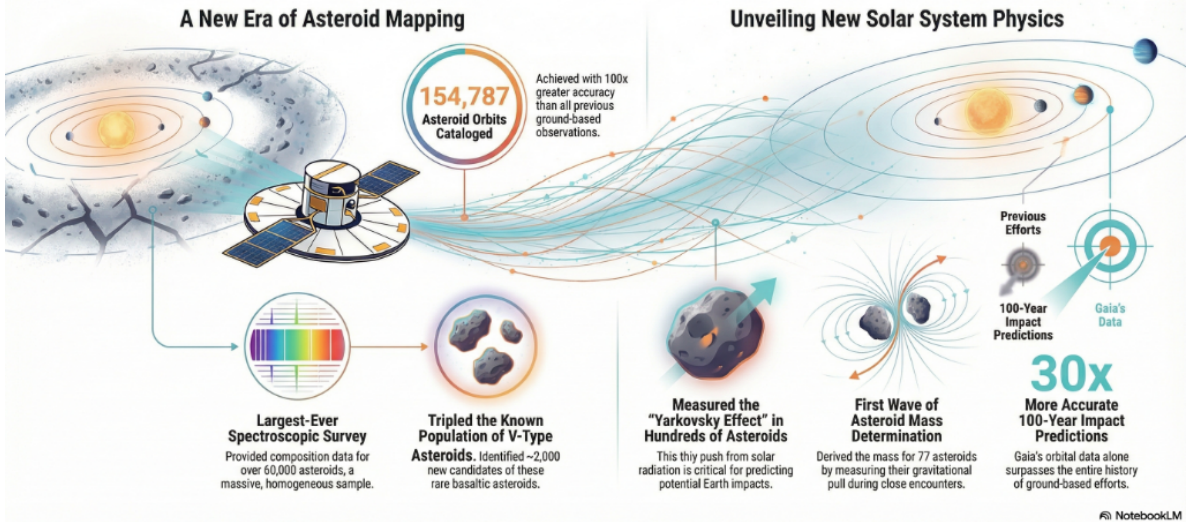 A New Era of Asteroid Mapping
154,787
Asteroid Orbits
Cataloged
Achieved with 100x
greater accuracy
than all previous
ground-based
observations.
Largest-Ever
Spectroscopic Survey
Provided composition data for
over 60,000 asteroids, a
massive, homogeneous sample.
Tripled the Known
Population of V-Type
Asteroids. Identified ~2,000
new candidates of these
rare basaltic asteroids.
Unveiling New Solar System Physics
Measured the
“Yarkovsky Effect” in
Hundreds of Asteroids
This thiy push from solar
radiation is critical for predicting
potential Earth impacts.
First Wave of
Asteroid Mass
Determination
Derived the mass for 77 asteroids
by measuring their gravitational
pull during close encounters.
Previous
Efforts
100-Year
Impact
Predictions
Gaia's
Data
30x
More Accurate
100-Year Impact
Predictions
Gaia's orbital data alone
surpasses the entire history
of ground-based efforts.
NotebookLM